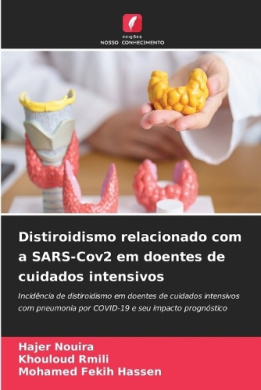 edições
NOSSO CONHECIMENTO
Distiroidismo relacionado com
a SARS-Cov2 em doentes de
cuidados intensivos
Incidência de distiroidismo em doentes de cuidados intensivos
com pneumonia por COVID-19 e seu impacto prognóstico
Hajer Nouira
Khouloud Rmili
Mohamed Fekih Hassen